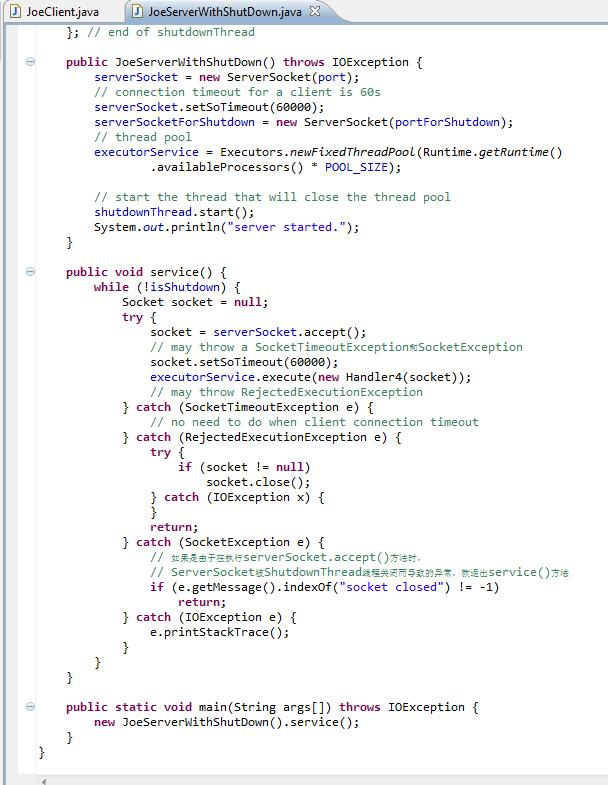 JoeClient.java JoeServerWithShutDown.java
}; // end of shutdownThread
public JoeServerWithShutDown() throws IOException {
serverSocket = new ServerSocket(port);
// connection timeout for a client is 60s
serverSocket.setSoTimeout(60000);
serverSocketForShutdown = new ServerSocket(portForShutdown);
// thread pool
executorService = Executors.newFixedThreadPool(Runtime.getRuntime()
.availableProcessors() * POOL_SIZE);
// start the thread that will close the thread pool
shutdownThread.start();
System.out.println("server started.");
}
public void service() {
while (!isShutdown) {
Socket socket = null;
try {
socket = serverSocket.accept();
// may throw a SocketTimeoutException和SocketException
socket.setSoTimeout(60000);
executorService.execute(new Handler4(socket));
// may throw RejectedExecutionException
} catch (SocketTimeoutException e) {
// no need to do when client connection timeout
} catch (RejectedExecutionException e) {
try {
if (socket != null)
socket.close();
} catch (IOException x) {
}
return;
} catch (SocketException e) {
// 如果是由于在执行serverSocket.accept()方法时，
// ServerSocket被ShutdownThread线程关闭而导致的异常，就退出service()方法
if (e.getMessage().indexOf("socket closed") != -1)
return;
} catch (IOException e) {
e.printStackTrace();
}
}
}
public static void main(String args[]) throws IOException {
new JoeServerWithShutDown().service();
}
}